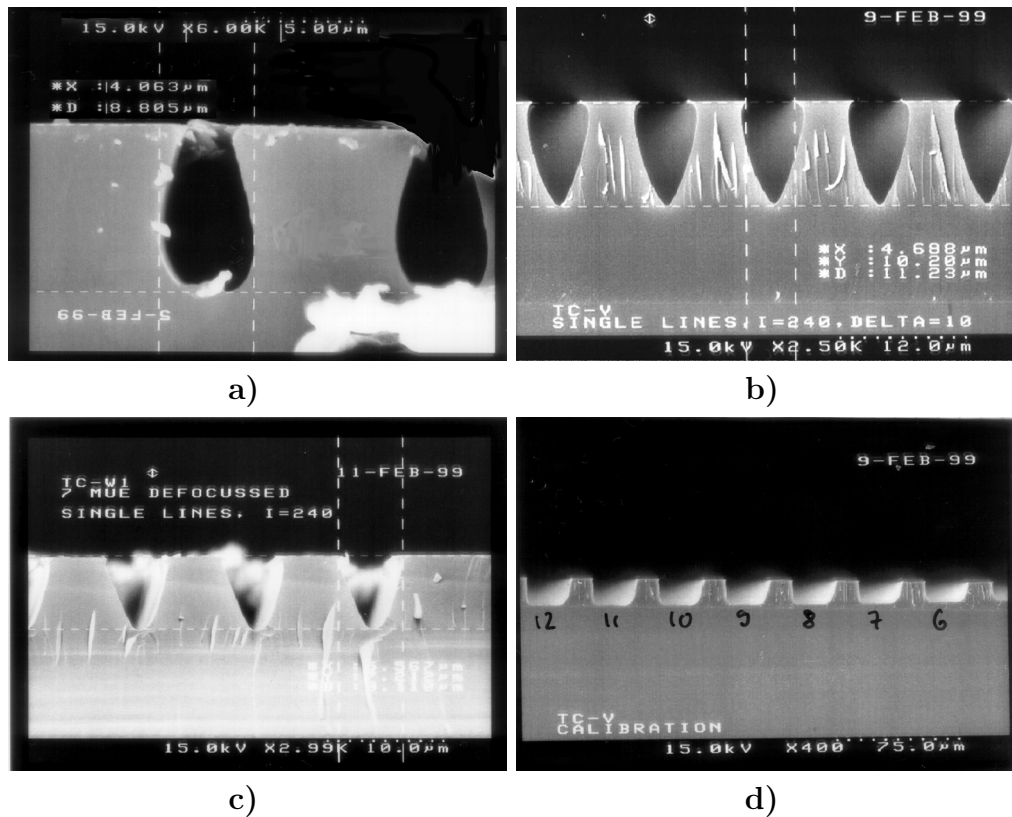 15.0kV X6.00K 5.00µm
*X :4.063µm
*D :8.805µm
5-FEB-99
a)
9-FEB-99
*X :4.688µm
*Y :10.20µm
*D :11.23µm
TC-V
SINGLE LINES, I=240, DELTA=10
15.0kV X2.50K 12.0µm
b)
11-FEB-99
TC-W1
7 MUE DEFOCUSSED
SINGLE LINES, I=240
15.0kV X2.99K 10.0µm
c)
9-FEB-99
12 11 10 9 8 7 6
TC-V
CALIBRATION
15.0kV X400 75.0µm
d)